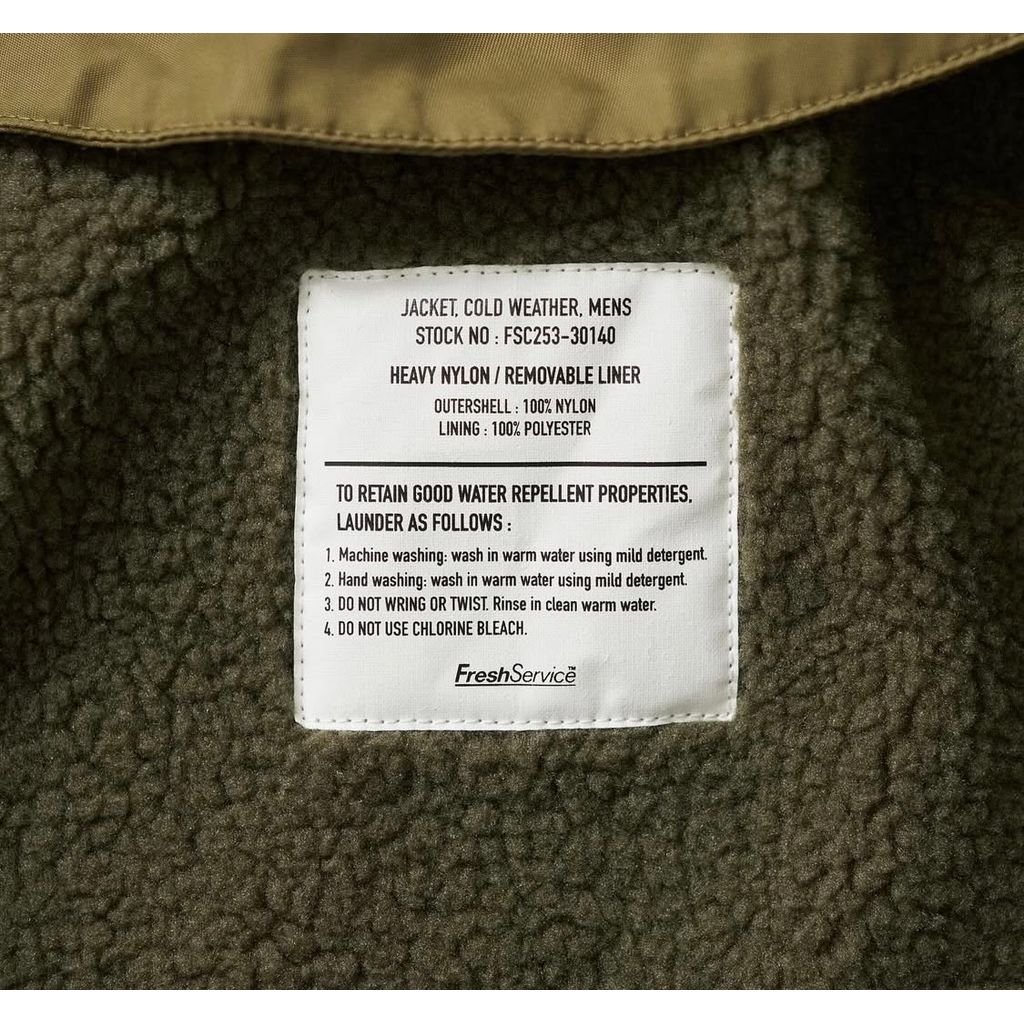 JACKET, COLD WEATHER, MENS
STOCK NO : FSC253-30140
HEAVY NYLON / REMOVABLE LINER
OUTERSHELL : 100% NYLON
LINING : 100% POLYESTER
TO RETAIN GOOD WATER REPELLENT PROPERTIES,
LAUNDER AS FOLLOWS :
1. Machine washing: wash in warm water using mild detergent.
2. Hand washing: wash in warm water using mild detergent.
3. DO NOT WRING OR TWIST. Rinse in clean warm water.
4. DO NOT USE CHLORINE BLEACH.
FreshService™